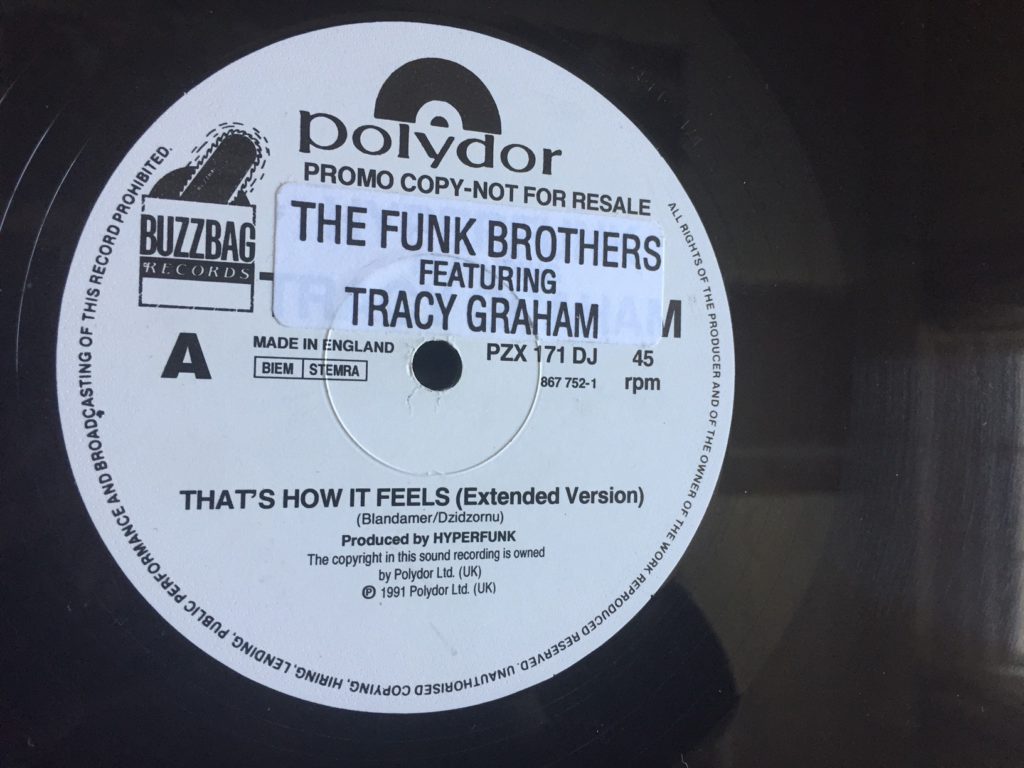 polydor
PROMO COPY-NOT FOR RESALE
BUZZBAG
RECORDS
THE FUNK BROTHERS
FEATURING
TRACY GRAHAM
M
A
MADE IN ENGLAND
BIEM STEMRA
PZX 171 DJ
867 752-1
45
rpm
THAT'S HOW IT FEELS (Extended Version)
(Blandamer/Dzidzornu)
Produced by HYPERFUNK
The copyright in this sound recording is owned
by Polydor Ltd. (UK)
Ⓟ 1991 Polydor Ltd. (UK)
ALL RIGHTS OF THE PRODUCER AND OF THE OWNER OF THE WORK REPRODUCED RESERVED. UNAUTHORISED COPYING, HIRING, LENDING, PUBLIC PERFORMANCE AND BROADCASTING OF THIS RECORD PROHIBITED.